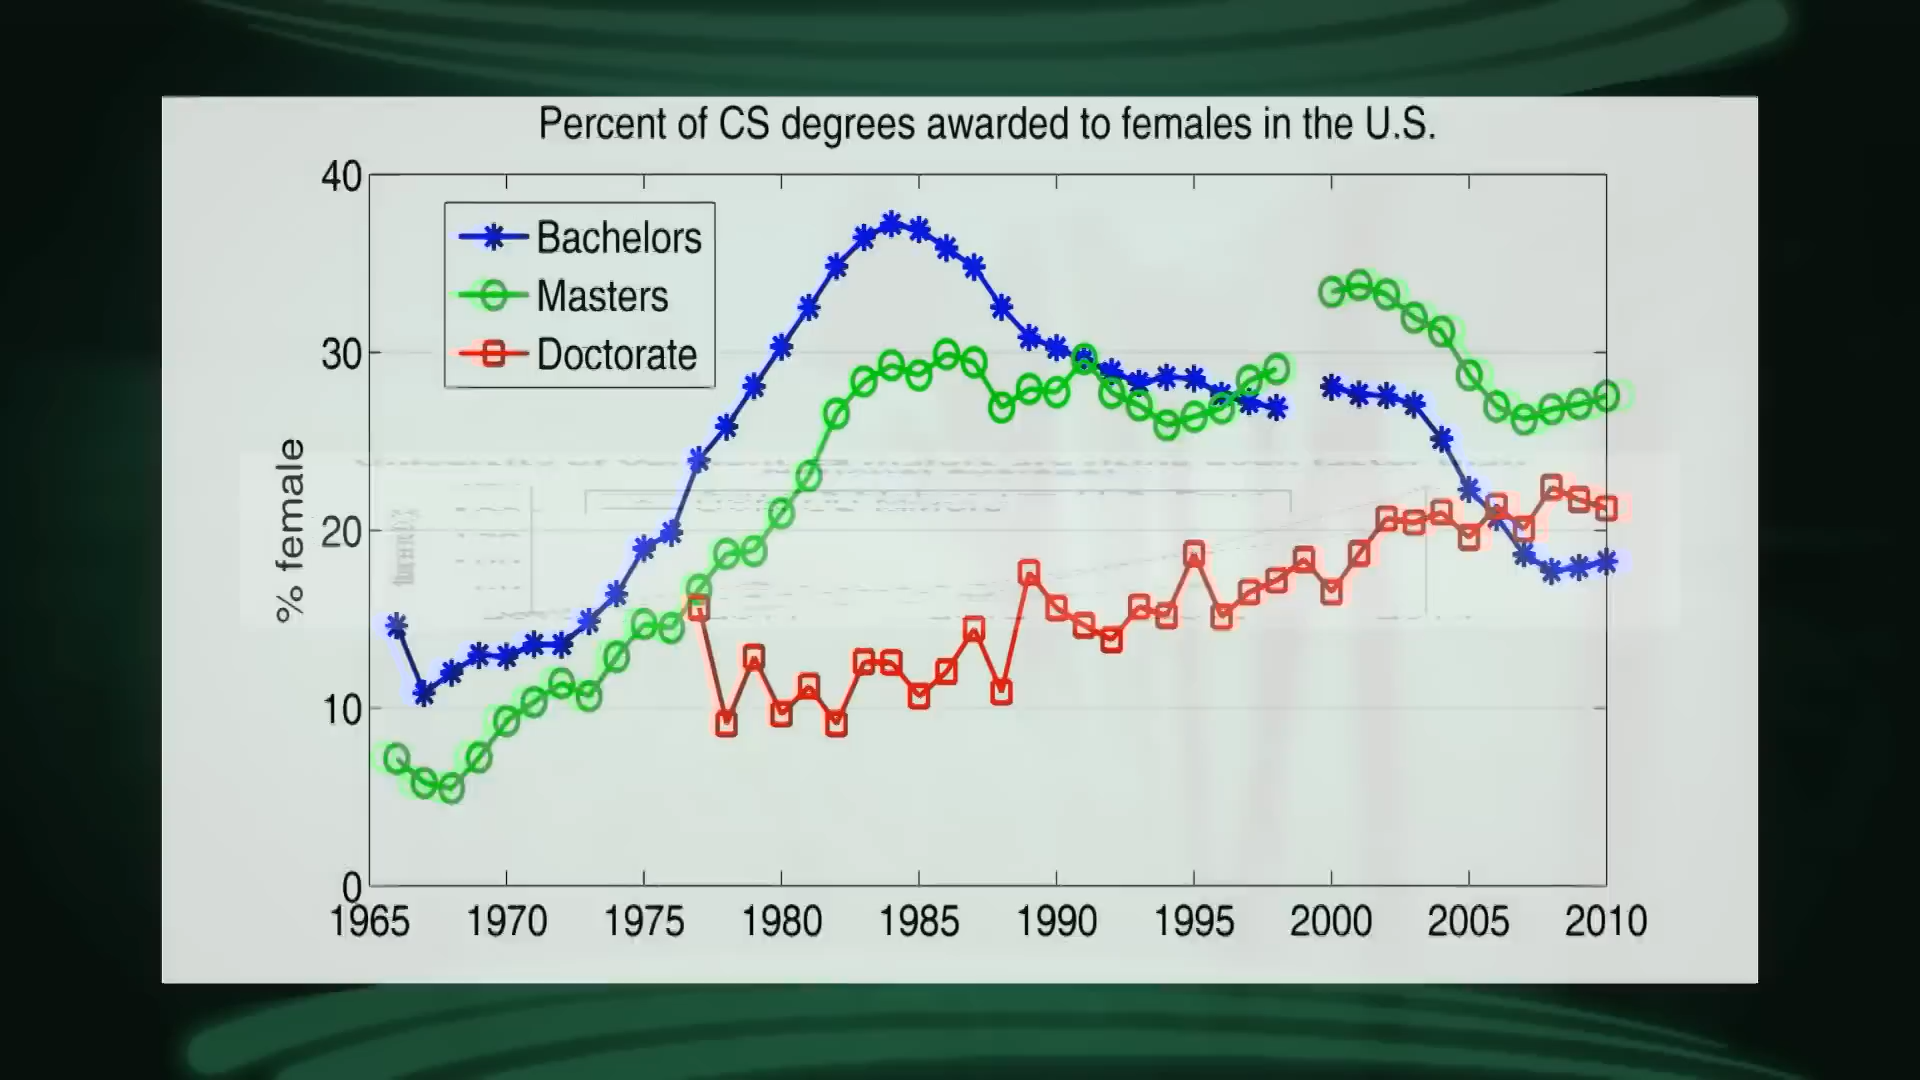 Percent of CS degrees awarded to females in the U.S.
40
Bachelors
Masters
30
Doctorate
% female
20
10
0
1965 1970 1975 1980 1985 1990 1995 2000 2005 2010